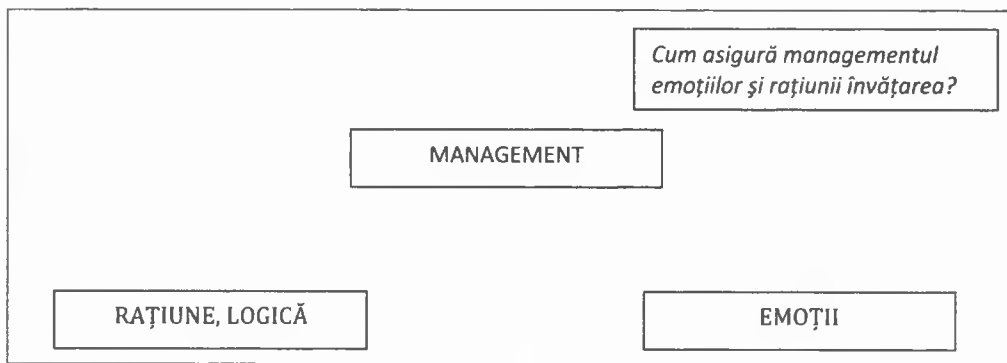 Cum asigură managementul
emoțiilor și rațiunii învățarea?
MANAGEMENT
RAȚIUNE, LOGICĂ
EMOȚII